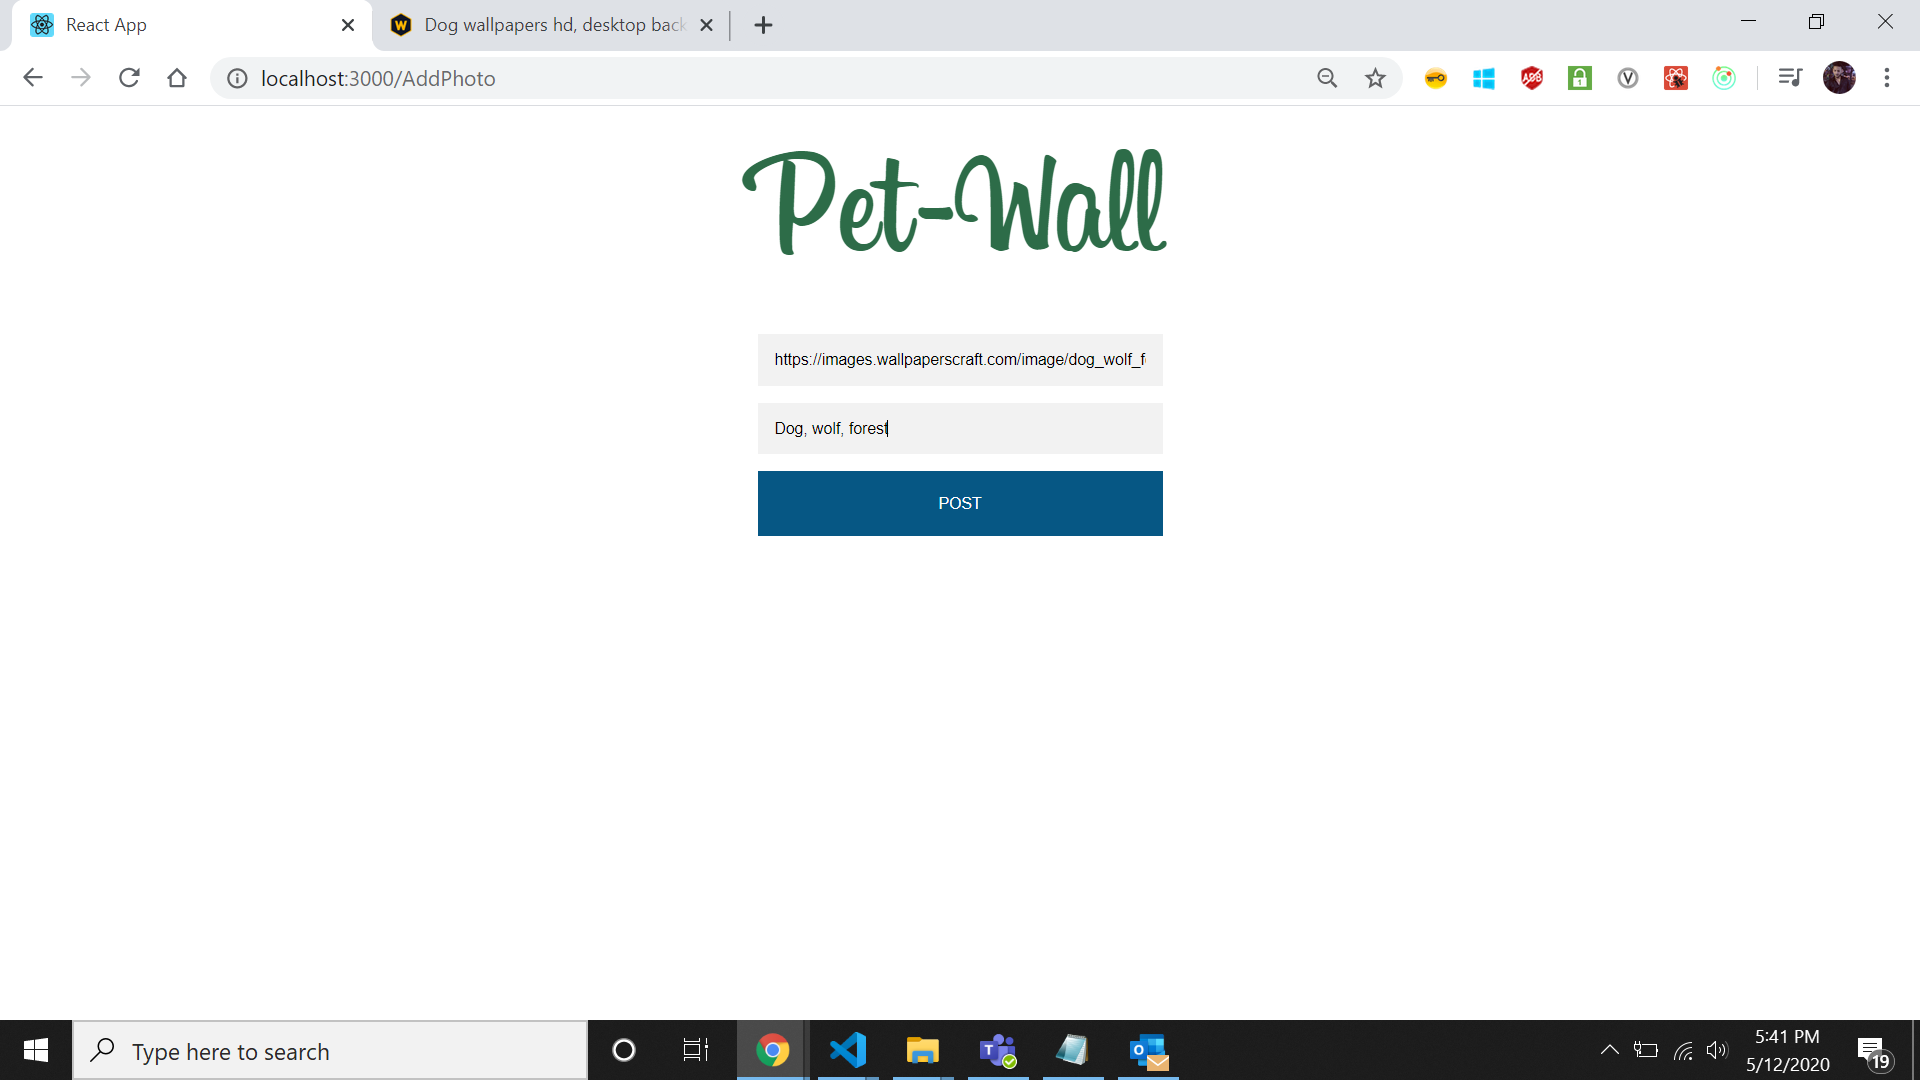 React App
Dog wallpapers hd, desktop back
localhost:3000/AddPhoto
Pet-Wall
https://images.wallpaperscraft.com/image/dog_wolf_f
Dog, wolf, forest
POST
Type here to search
5:41 PM
5/12/2020
19